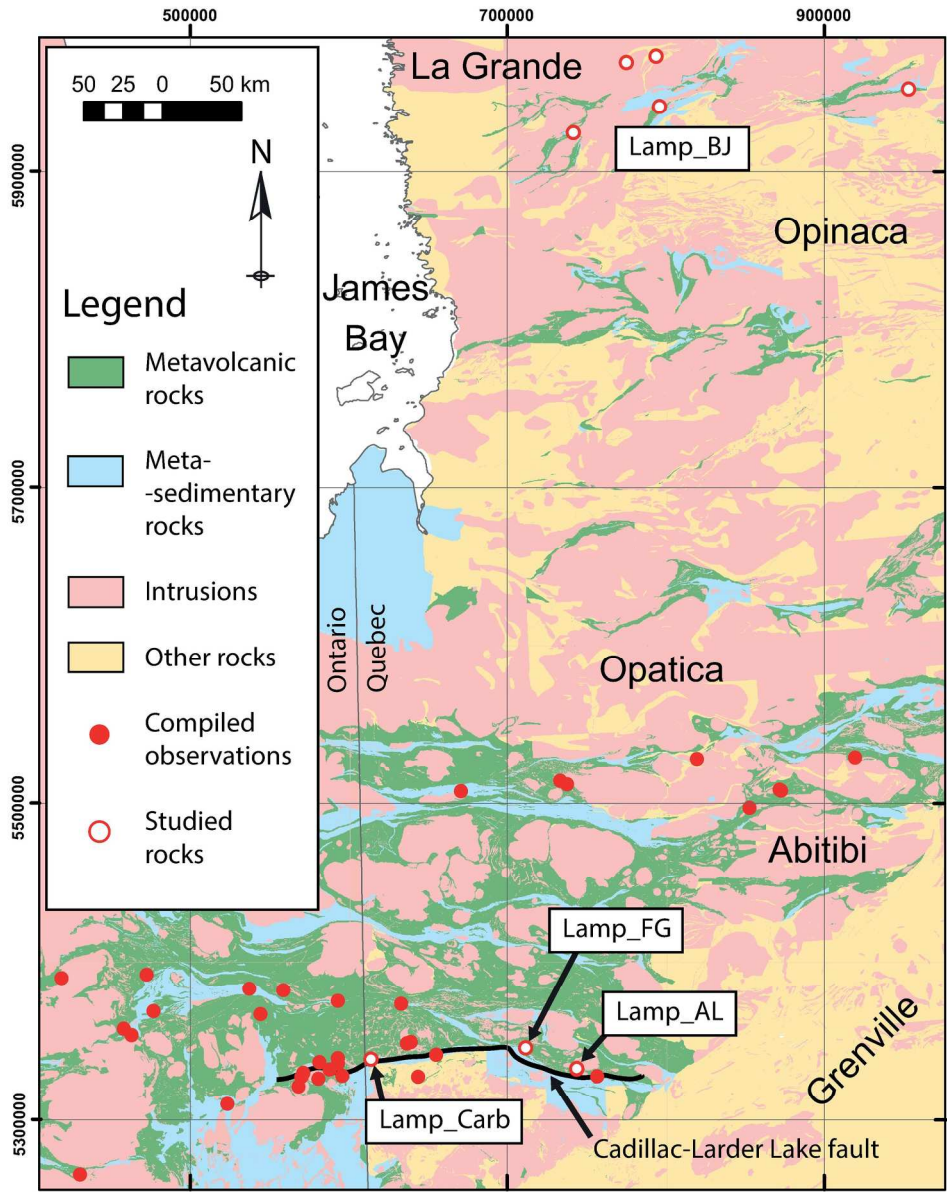 500000
700000
900000
50 25 0 50 km
N
Legend
Metavolcanic
rocks
Meta-
-sedimentary
rocks
Intrusions
Other rocks
Compiled
observations
Studied
rocks
5900000
5700000
5500000
5300000
La Grande
Lamp_BJ
Opinaca
James
Bay
Ontario
Quebec
Opatica
Abitibi
Lamp_FG
Lamp_AL
Grenville
Lamp_Carb
Cadillac-Larder Lake fault